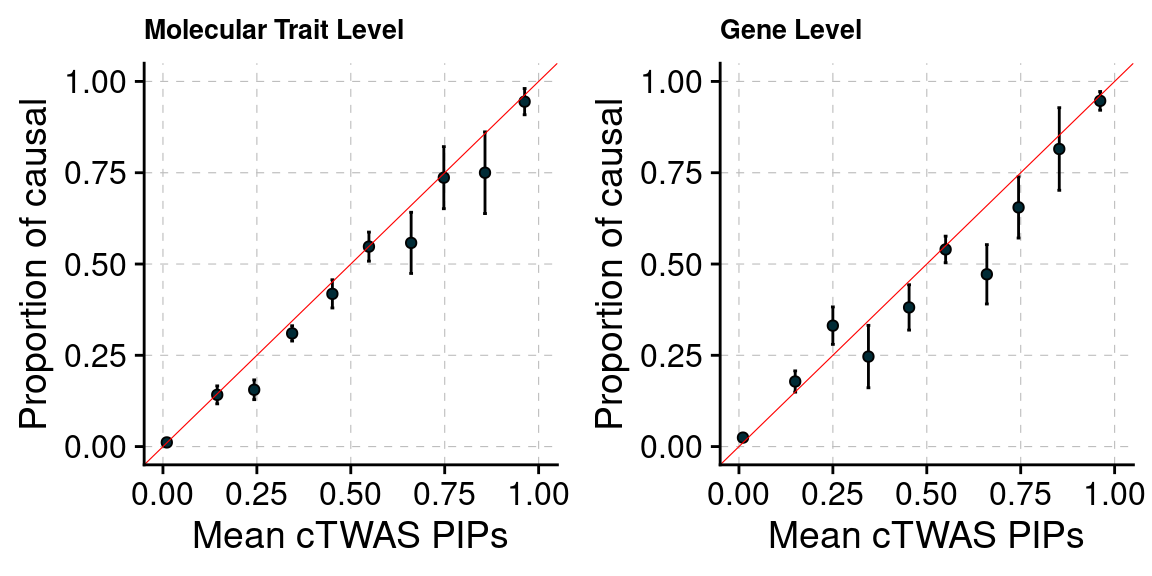 Molecular Trait Level
Proportion of causal
1.00
0.75
0.50
0.25
0.00
0.00 0.25 0.50 0.75 1.00
Mean cTWAS PIPs
Gene Level
Proportion of causal
1.00
0.75
0.50
0.25
0.00
0.00 0.25 0.50 0.75 1.00
Mean cTWAS PIPs